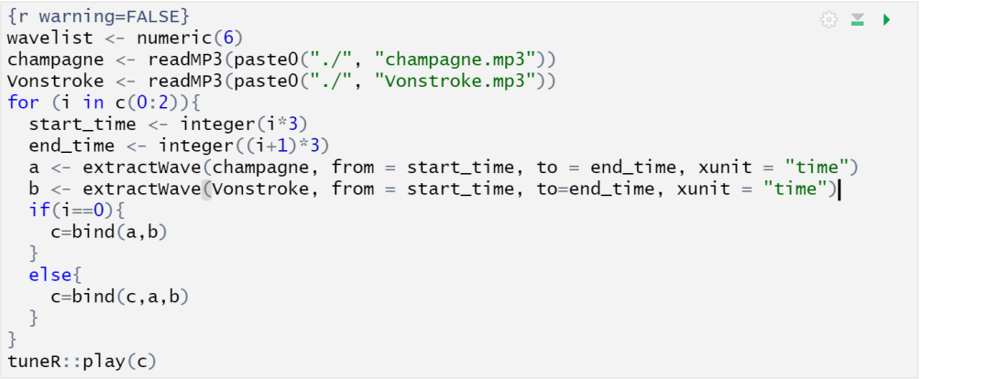 {r warning=FALSE}
wavelist <- numeric(6)
champagne <- readMP3(paste0("./", "champagne.mp3"))
Vonstroke <- readMP3(paste0("./", "Vonstroke.mp3"))
for (i in c(0:2)){
  start_time <- integer(i*3)
  end_time <- integer((i+1)*3)
  a <- extractWave(champagne, from = start_time, to = end_time, xunit = "time")
  b <- extractWave(Vonstroke, from = start_time, to=end_time, xunit = "time")
  if(i==0){
    c=bind(a,b)
  }
  else{
    c=bind(c,a,b)
  }
}
tuneR::play(c)